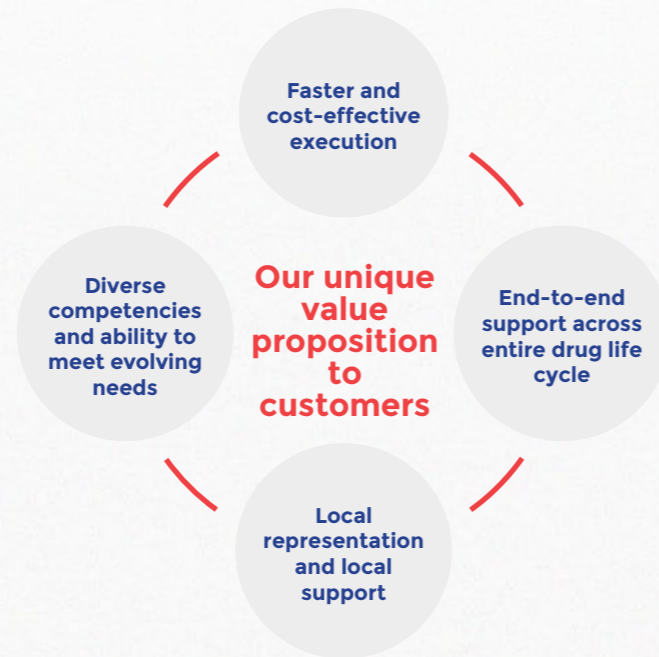 Faster and
cost-effective
execution
Diverse
competencies
and ability to
meet evolving
needs
Our unique
value
proposition
to
customers
End-to-end
support across
entire drug life
cycle
Local
representation
and local
support